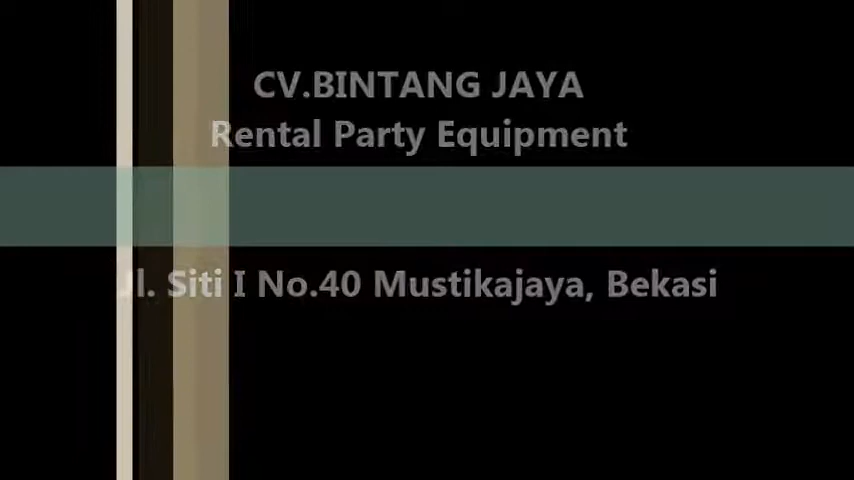 CV.BINTANG JAYA
Rental Party Equipment
Jl. Siti I No.40 Mustikajaya, Bekasi